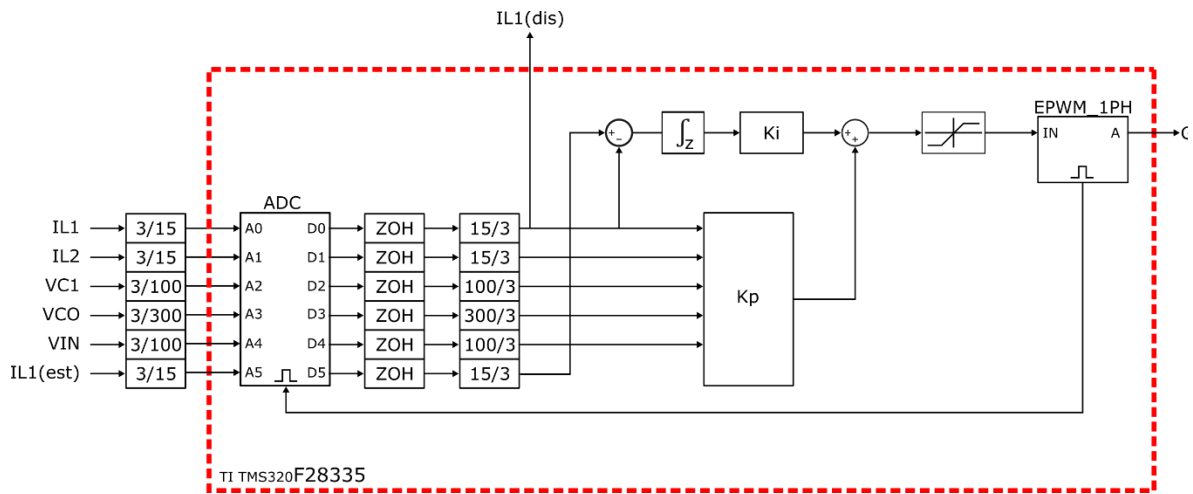 IL1(dis)
EPWM_1PH
+
-
∫z
Ki
+
+
IN A
G
ADC
IL1 3/15 A0 D0 ZOH 15/3
IL2 3/15 A1 D1 ZOH 15/3
VC1 3/100 A2 D2 ZOH 100/3
VCO 3/300 A3 D3 ZOH 300/3
VIN 3/100 A4 D4 ZOH 100/3
IL1(est) 3/15 A5 D5 ZOH 15/3
Kp
TI TMS320F28335